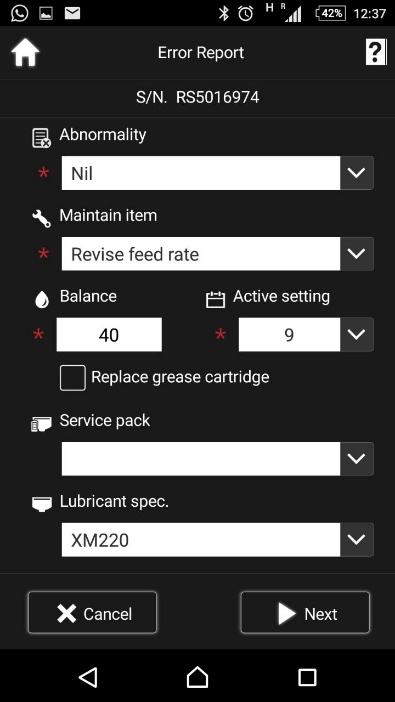 H R 42% 12:37
Error Report ?
S/N. RS5016974
Abnormality
* Nil
Maintain item
* Revise feed rate
Balance Active setting
* 40 * 9
Replace grease cartridge
Service pack
Lubricant spec.
XM220
Cancel Next